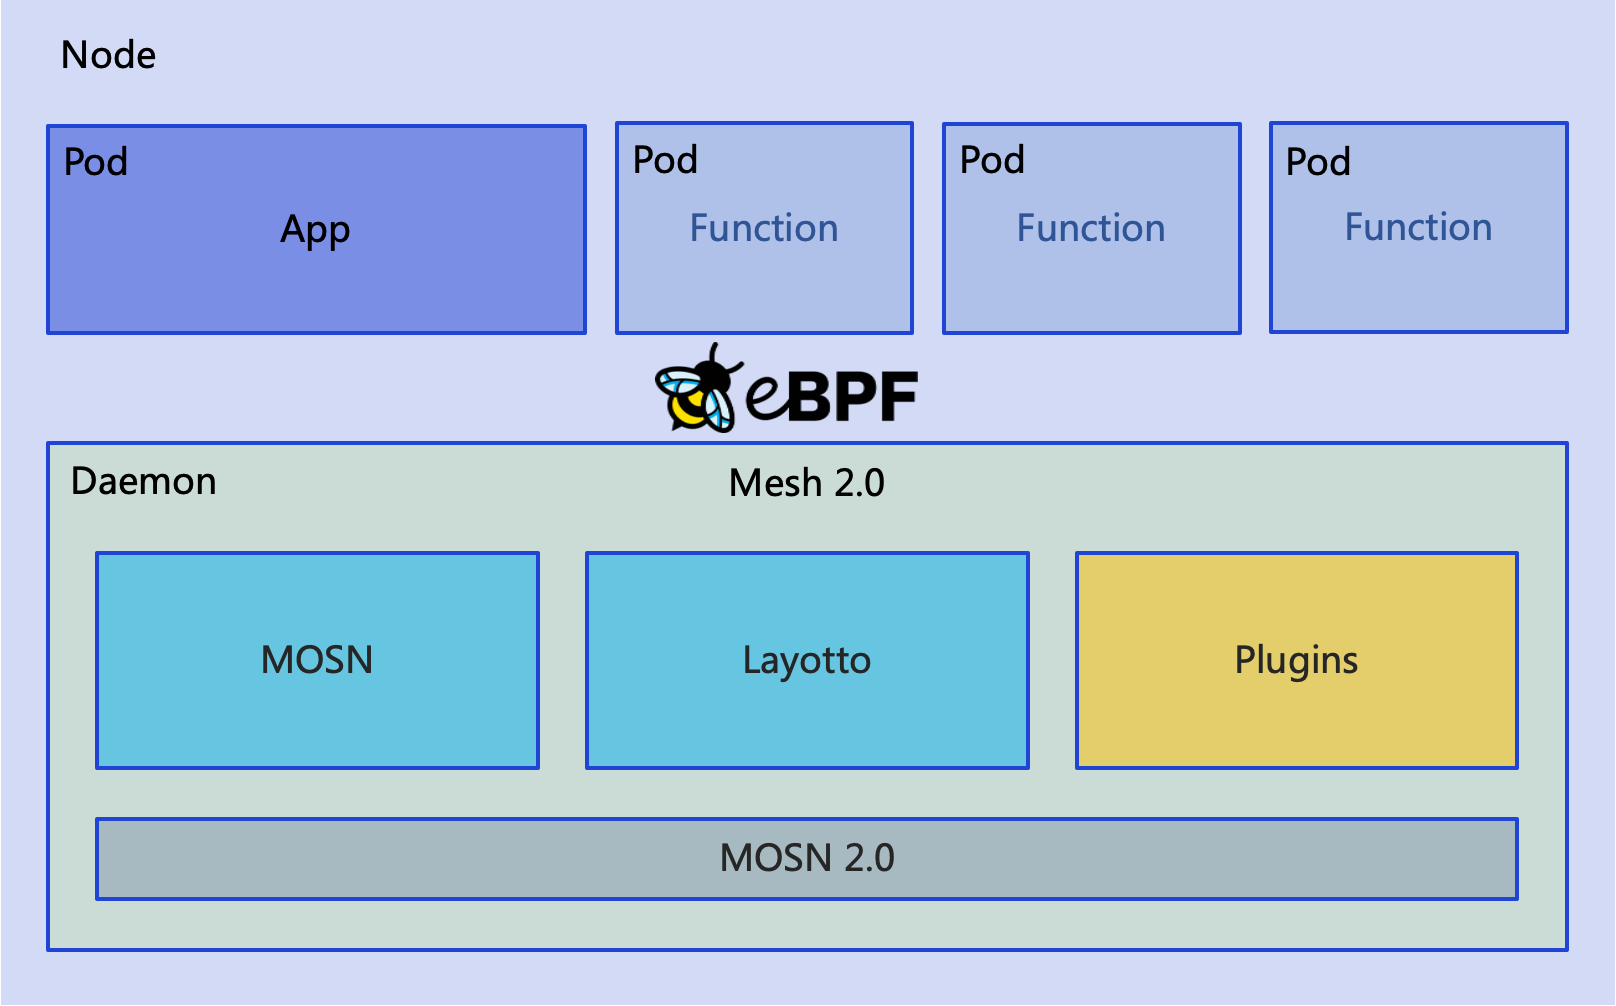 Node
Pod
App
Pod
Function
Pod
Function
Pod
Function
eBPF
Daemon
Mesh 2.0
MOSN
Layotto
Plugins
MOSN 2.0